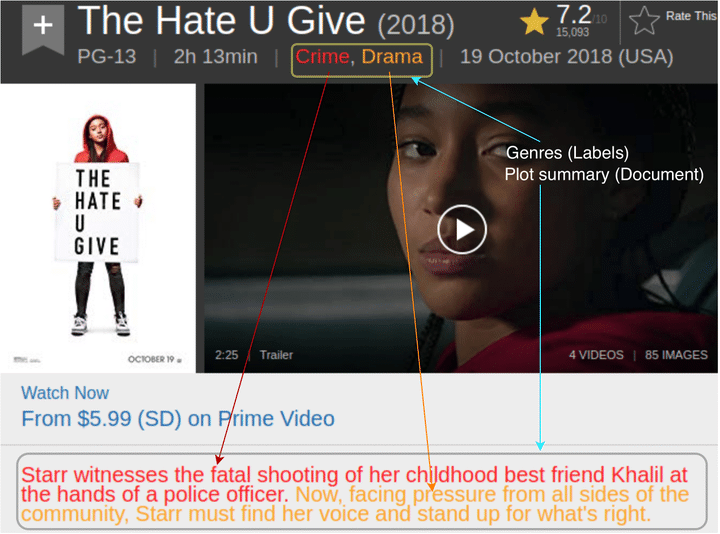 + The Hate U Give (2018)
7.2/10
15,093
Rate This
PG-13 | 2h 13min | Crime, Drama | 19 October 2018 (USA)
Genres (Labels)
Plot summary (Document)
THE
HATE
U
GIVE
OCTOBER 19
2:25 | Trailer
4 VIDEOS | 85 IMAGES
Watch Now
From $5.99 (SD) on Prime Video
Starr witnesses the fatal shooting of her childhood best friend Khalil at
the hands of a police officer. Now, facing pressure from all sides of the
community, Starr must find her voice and stand up for what's right.